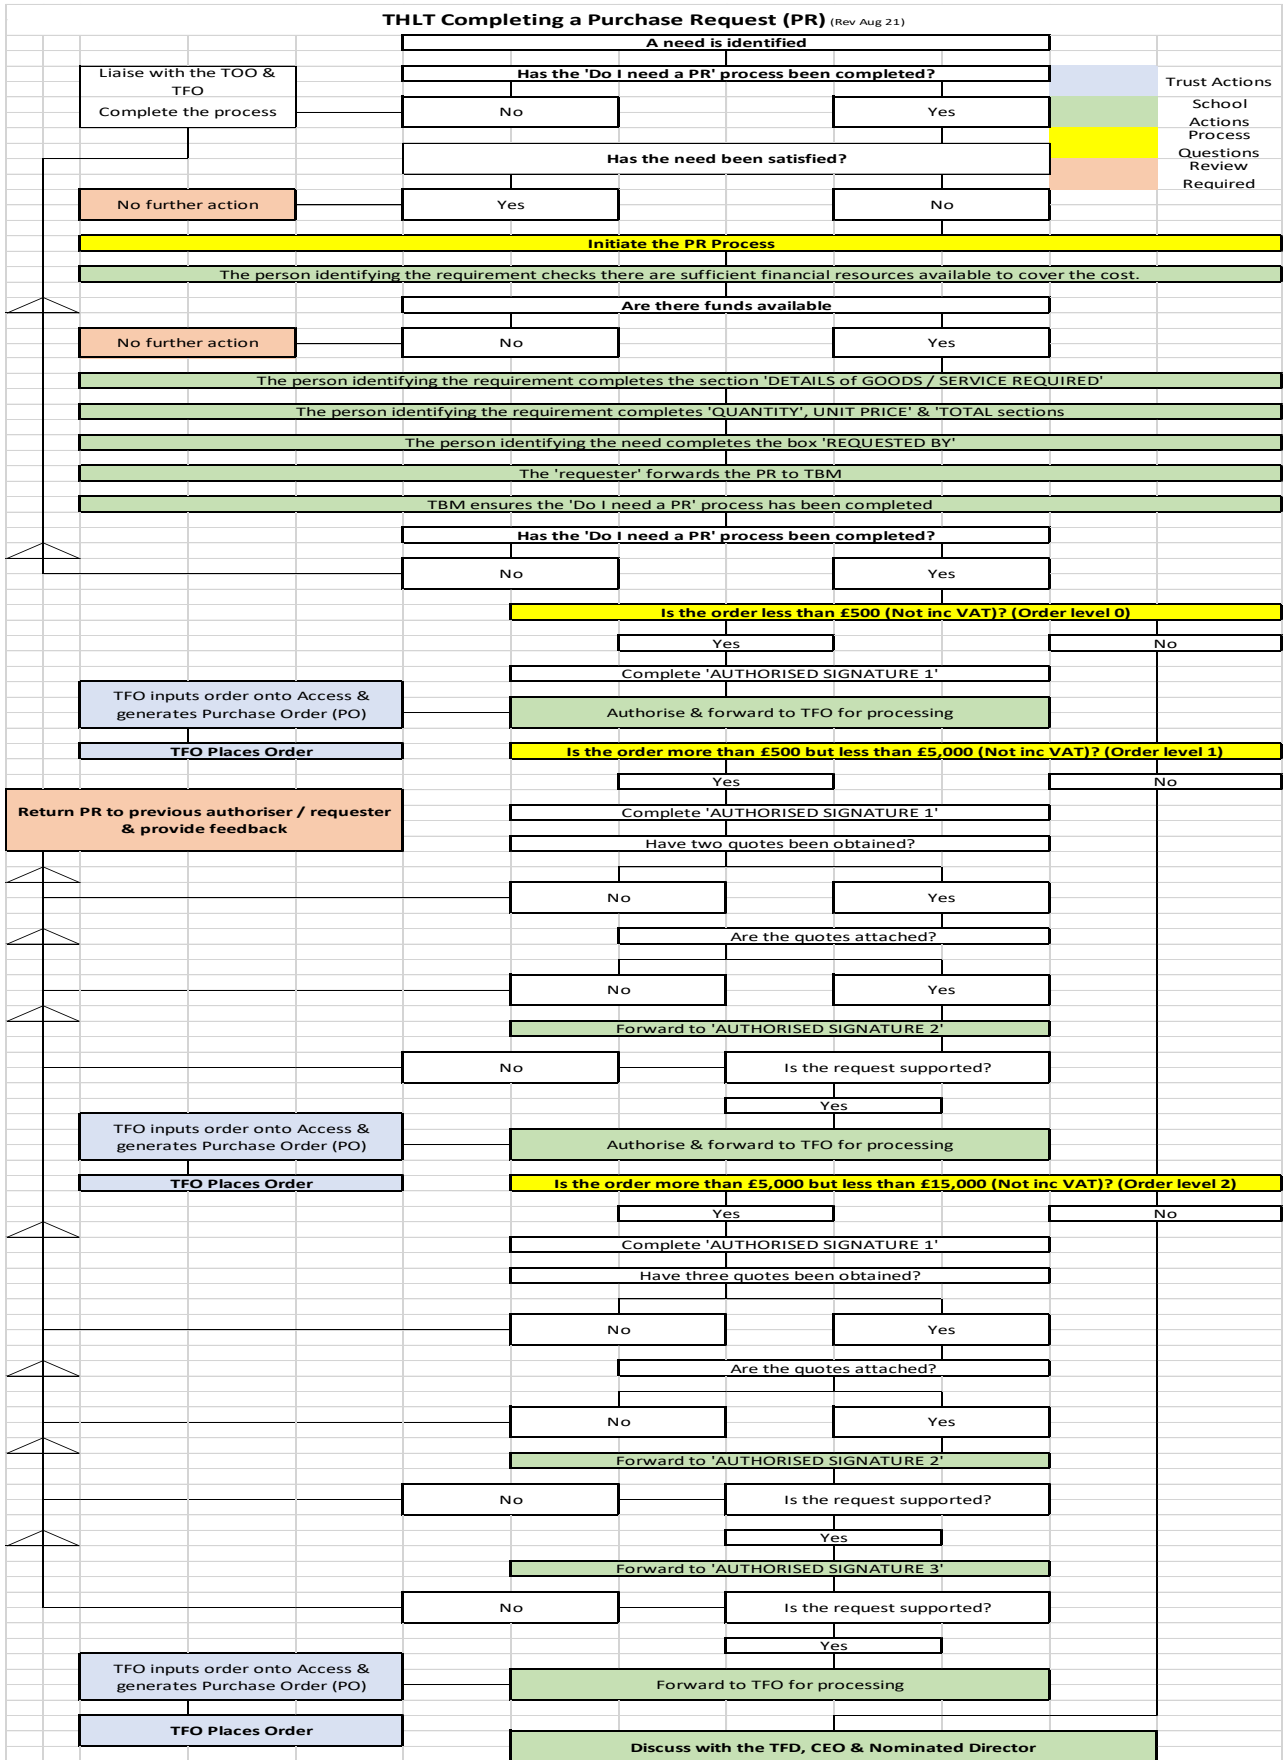 THLT Completing a Purchase Request (PR) (Rev Aug 21)
A need is identified
Liaise with the TOO &
TFO
Complete the process
Has the 'Do I need a PR' process been completed?
No
Yes
Trust Actions
School
Actions
Process
Questions
Review
Required
Has the need been satisfied?
No further action
Yes
No
Initiate the PR Process
The person identifying the requirement checks there are sufficient financial resources available to cover the cost.
Are there funds available
No further action
No
Yes
The person identifying the requirement completes the section 'DETAILS of GOODS / SERVICE REQUIRED'
The person identifying the requirement completes 'QUANTITY', UNIT PRICE' & 'TOTAL sections
The person identifying the need completes the box 'REQUESTED BY'
The 'requester' forwards the PR to TBM
TBM ensures the 'Do I need a PR' process has been completed
Has the 'Do I need a PR' process been completed?
No
Yes
Is the order less than £500 (Not inc VAT)? (Order level 0)
Yes
No
Complete 'AUTHORISED SIGNATURE 1'
TFO inputs order onto Access &
generates Purchase Order (PO)
Authorise & forward to TFO for processing
TFO Places Order
Is the order more than £500 but less than £5,000 (Not inc VAT)? (Order level 1)
Yes
No
Return PR to previous authoriser / requester
& provide feedback
Complete 'AUTHORISED SIGNATURE 1'
Have two quotes been obtained?
No
Yes
Are the quotes attached?
No
Yes
Forward to 'AUTHORISED SIGNATURE 2'
No
Is the request supported?
Yes
TFO inputs order onto Access &
generates Purchase Order (PO)
Authorise & forward to TFO for processing
TFO Places Order
Is the order more than £5,000 but less than £15,000 (Not inc VAT)? (Order level 2)
Yes
No
Complete 'AUTHORISED SIGNATURE 1'
Have three quotes been obtained?
No
Yes
Are the quotes attached?
No
Yes
Forward to 'AUTHORISED SIGNATURE 2'
No
Is the request supported?
Yes
Forward to 'AUTHORISED SIGNATURE 3'
No
Is the request supported?
Yes
TFO inputs order onto Access &
generates Purchase Order (PO)
Forward to TFO for processing
TFO Places Order
Discuss with the TFD, CEO & Nominated Director